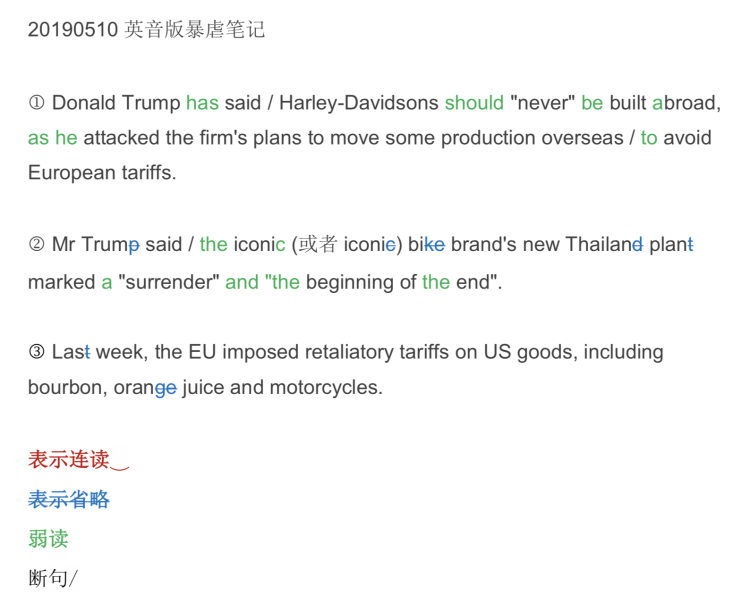 20190510 英音版暴虐笔记
① Donald Trump has said / Harley-Davidsons should "never" be built abroad,
as he attacked the firm's plans to move some production overseas / to avoid
European tariffs.
② Mr Trump said / the iconic (或者 iconic) bike brand's new Thailand plant
marked a "surrender" and "the beginning of the end".
③ Last week, the EU imposed retaliatory tariffs on US goods, including
bourbon, orange juice and motorcycles.
表示连读‿
表示省略
弱读
断句/